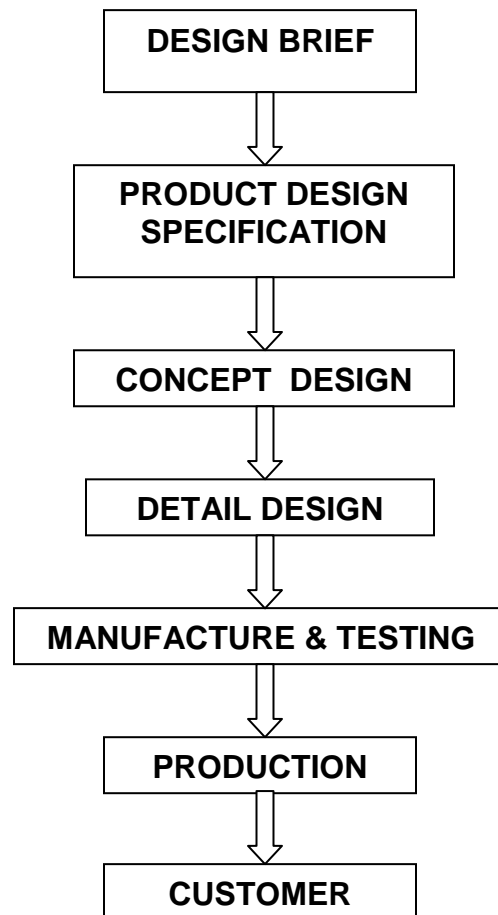 DESIGN BRIEF
PRODUCT DESIGN
SPECIFICATION
CONCEPT DESIGN
DETAIL DESIGN
MANUFACTURE & TESTING
PRODUCTION
CUSTOMER